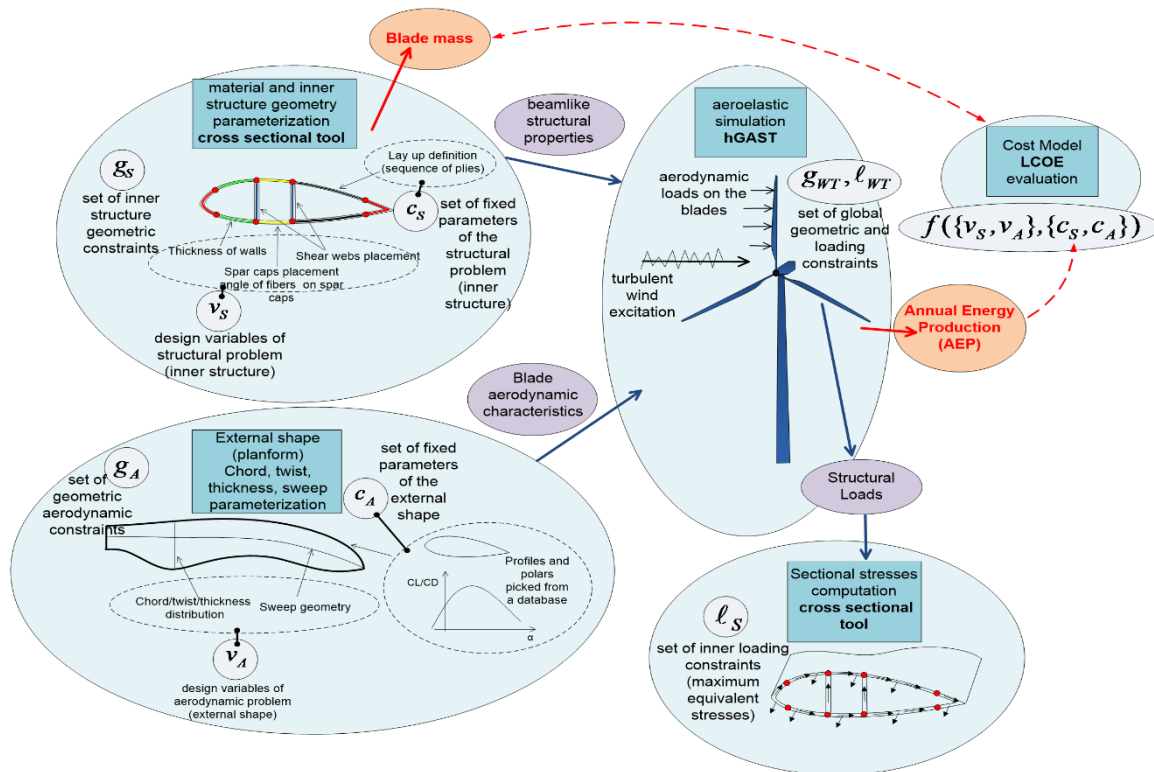 Blade mass
material and inner
structure geometry
parameterization
cross sectional tool
g_S
set of inner
structure
geometric
constraints
Lay up definition
(sequence of plies)
c_S
set of fixed
parameters
of the
structural
problem
(inner
structure)
Thickness of walls
Shear webs placement
Spar caps placement
angle of fibers on spar
caps
v_S
design variables of
structural problem
(inner structure)
beamlike
structural
properties
aeroelastic
simulation
hGAST
aerodynamic
loads on the
blades
g_WT, ℓ_WT
set of global
geometric and
loading
constraints
turbulent
wind
excitation
Cost Model
LCOE
evaluation
f({v_S, v_A},{c_S, c_A})
Annual Energy
Production
(AEP)
Blade
aerodynamic
characteristics
g_A
set of
geometric
aerodynamic
constraints
External shape
(planform)
Chord, twist,
thickness, sweep
parameterization
set of fixed
parameters
of the
external
shape
c_A
Chord/twist/thickness
distribution
Sweep geometry
CL/CD
α
Profiles and
polars
picked from
a database
v_A
design variables of
aerodynamic problem
(external shape)
Structural
Loads
Sectional stresses
computation
cross sectional
tool
ℓ_S
set of inner loading
constraints
(maximum
equivalent
stresses)